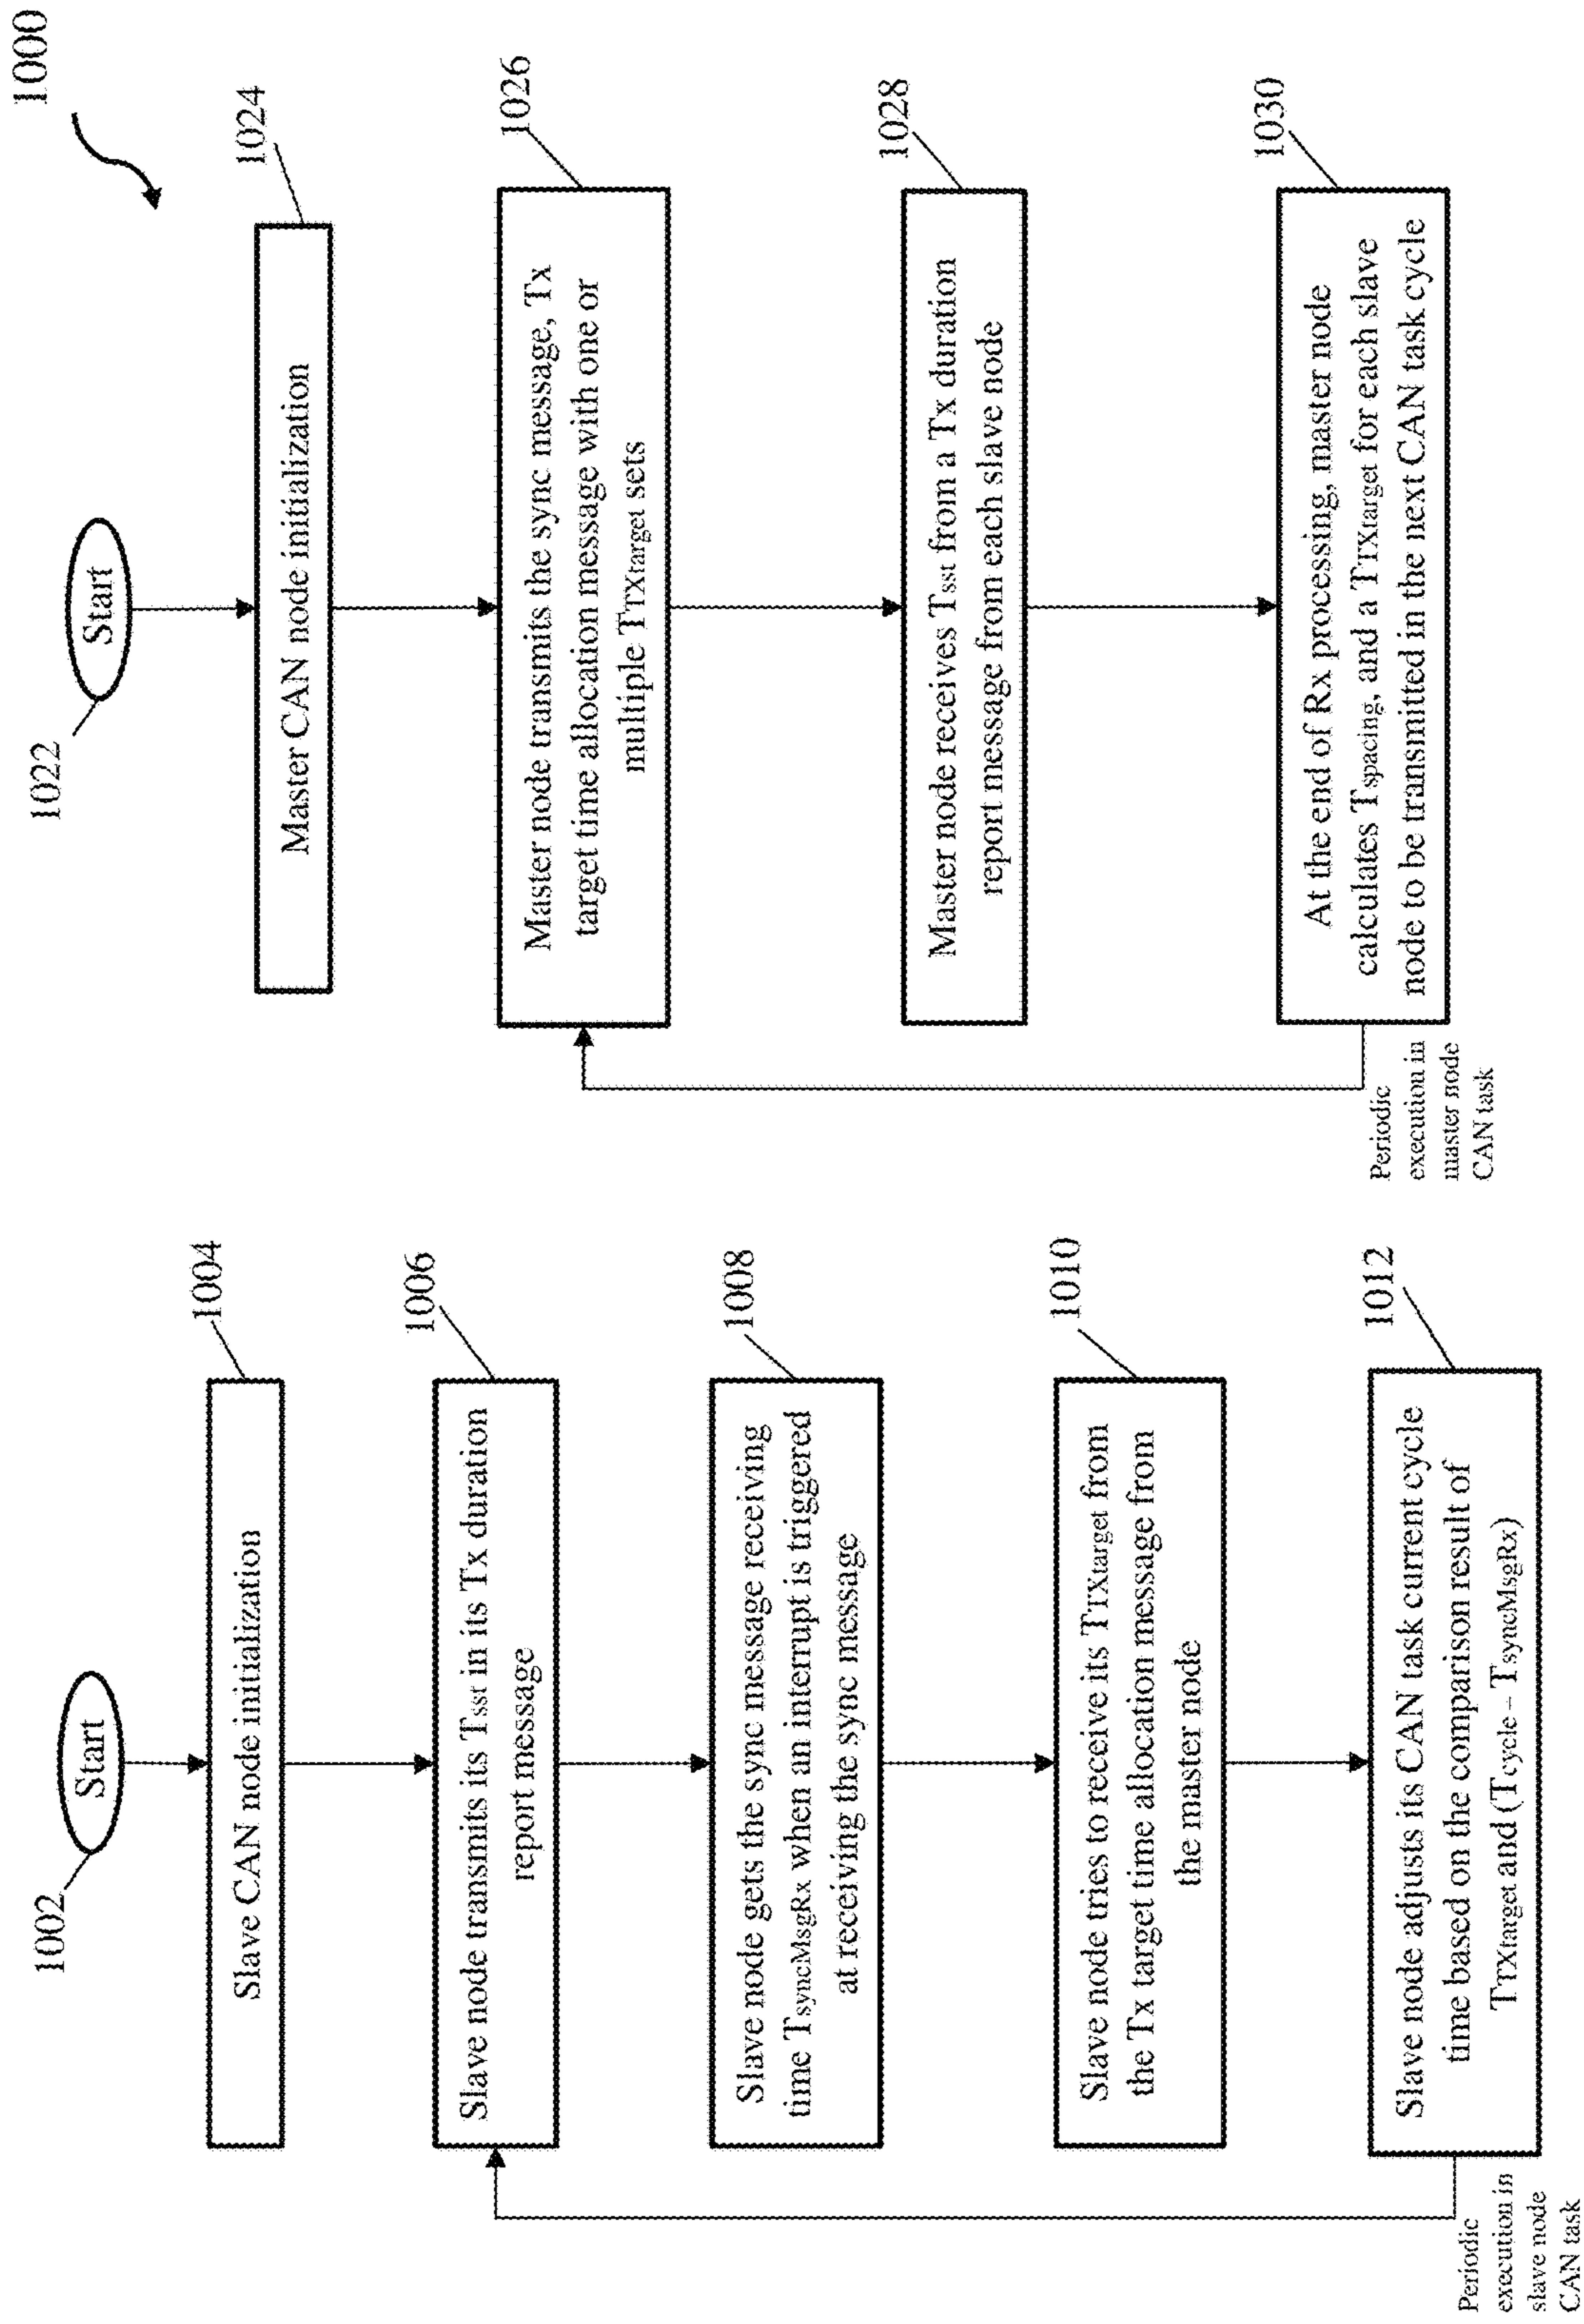 1000
1002
Start
Slave CAN node initialization
1004
Slave node transmits its Tsst in its Tx duration
report message
1006
Slave node gets the sync message receiving
time TsyncMsgRx when an interrupt is triggered
at receiving the sync message
1008
Slave node tries to receive its TTXtarget from
the Tx target time allocation message from
the master node
1010
Slave node adjusts its CAN task current cycle
time based on the comparison result of
TTXtarget and (Tcycle – TsyncMsgRx)
1012
Periodic
execution in
slave node
CAN task
1022
Start
Master CAN node initialization
1024
Master node transmits the sync message, Tx
target time allocation message with one or
multiple TTXtarget sets
1026
Master node receives Tsst from a Tx duration
report message from each slave node
1028
At the end of Rx processing, master node
calculates Tspacing, and a TTXtarget for each slave
node to be transmitted in the next CAN task cycle
1030
Periodic
execution in
master node
CAN task